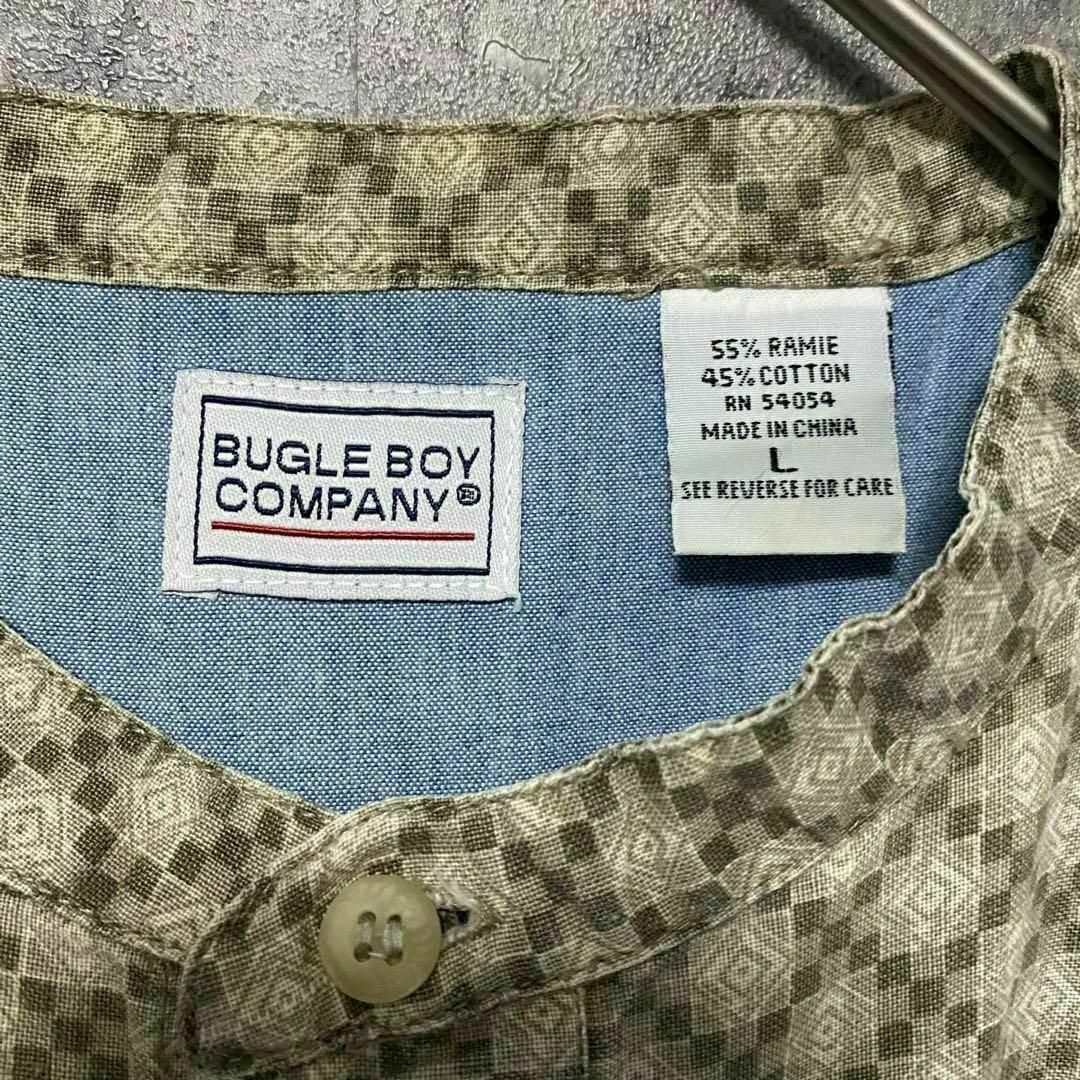 BUGLE BOY
COMPANY
55% RAMIE
45% COTTON
RN 54054
MADE IN CHINA
L
SEE REVERSE FOR CARE